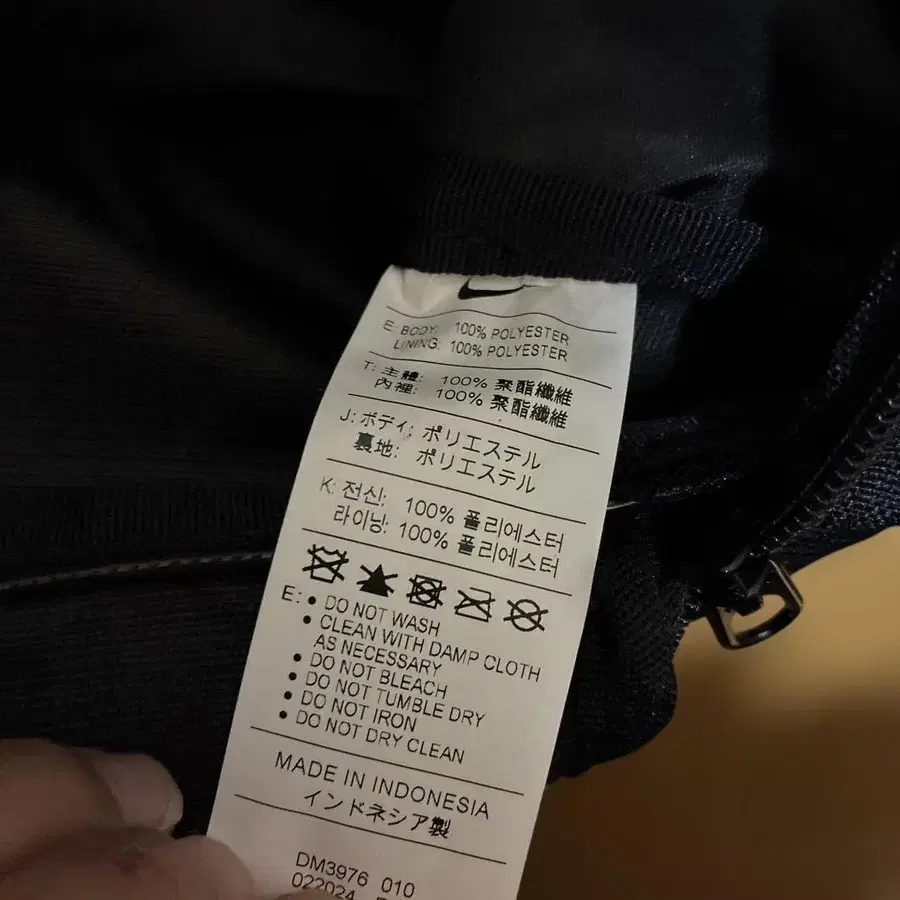 E: BODY: 100% POLYESTER
LINING: 100% POLYESTER
T: 主體: 100% 聚酯纖維
內裡: 100% 聚酯纖維
J: ボディ: ポリエステル
裏地: ポリエステル
K: 전신: 100% 폴리에스터
라이닝: 100% 폴리에스터
E: • DO NOT WASH
• CLEAN WITH DAMP CLOTH
AS NECESSARY
• DO NOT BLEACH
• DO NOT TUMBLE DRY
• DO NOT IRON
• DO NOT DRY CLEAN
MADE IN INDONESIA
インドネシア製
DM3976 010
022024